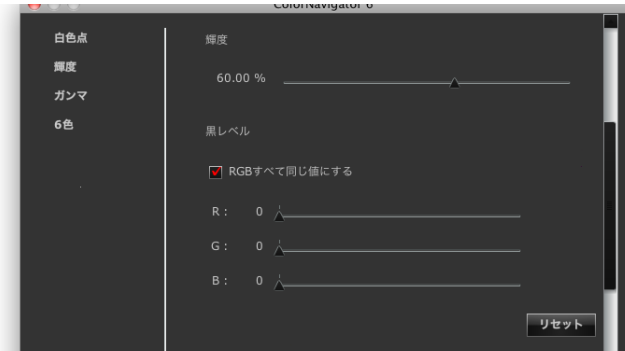 ColorNavigator 6
白色点
輝度
ガンマ
6色
輝度
60.00 %
黒レベル
RGBすべて同じ値にする
R : 0
G : 0
B : 0
リセット